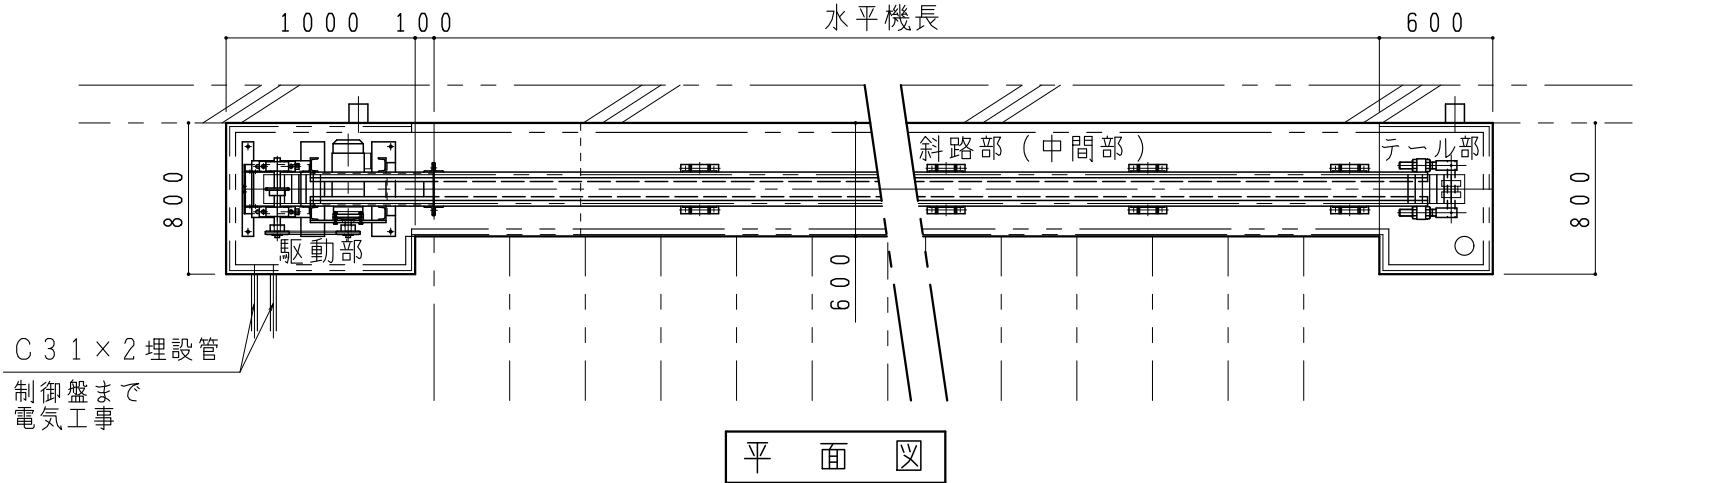 1000 100 水平機長 600
斜路部(中間部) テール部
800 800
駆動部
600
C31×2埋設管
制御盤まで
電気工事
平面図